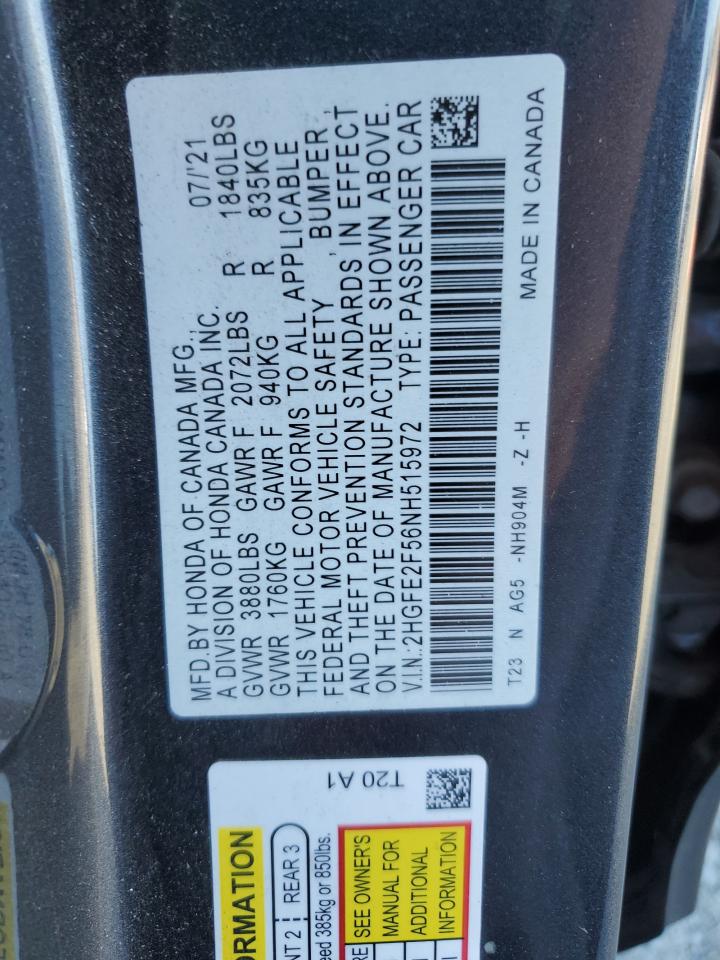 MFD.BY HONDA OF CANADA MFG., 07/'21
A DIVISION OF HONDA CANADA INC.
GVWR 3880LBS GAWR F 2072LBS R 1840LBS
GVWR 1760KG GAWR F 940KG R 835KG
THIS VEHICLE CONFORMS TO ALL APPLICABLE
FEDERAL MOTOR VEHICLE SAFETY , BUMPER ,
AND THEFT PREVENTION STANDARDS IN EFFECT
ON THE DATE OF MANUFACTURE SHOWN ABOVE.
V.I.N.:2HGFE2F56NH515972 TYPE: PASSENGER CAR
T23 N AG5 -NH904M -Z -H
MADE IN CANADA
T20 A1
ORMATION
NT 2 REAR 3
eed 385kg or 850lbs.
RE SEE OWNER'S
MANUAL FOR
ADDITIONAL
INFORMATION